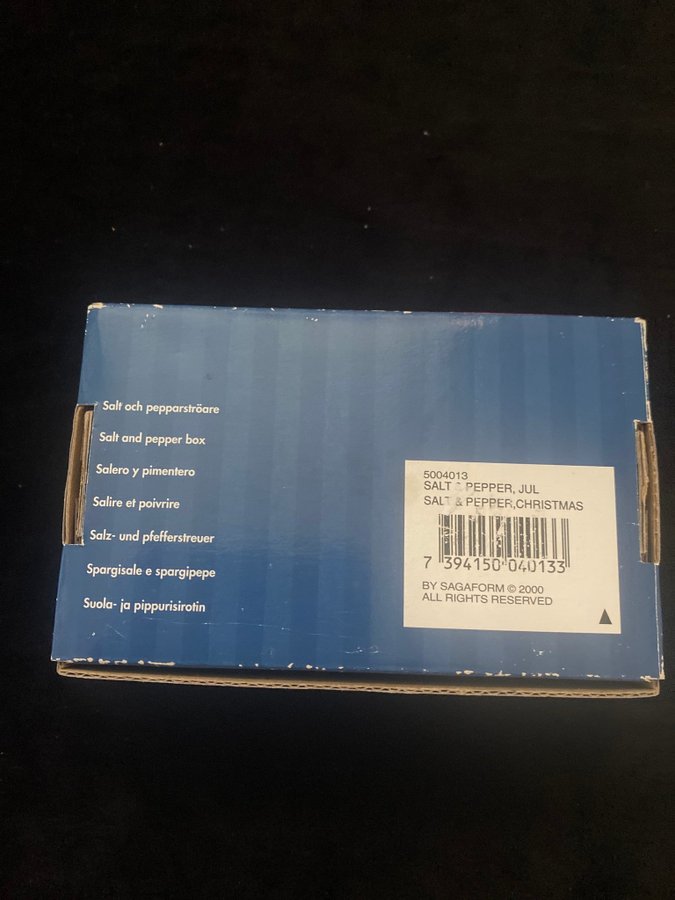 Salt och pepparströare
Salt and pepper box
Salero y pimentero
Salire et poivrire
Salz- und pfefferstreuer
Spargisale e spargipepe
Suola- ja pippurisirotin
5004013
SALT & PEPPER, JUL
SALT & PEPPER,CHRISTMAS
7 394150 040133
BY SAGAFORM © 2000
ALL RIGHTS RESERVED